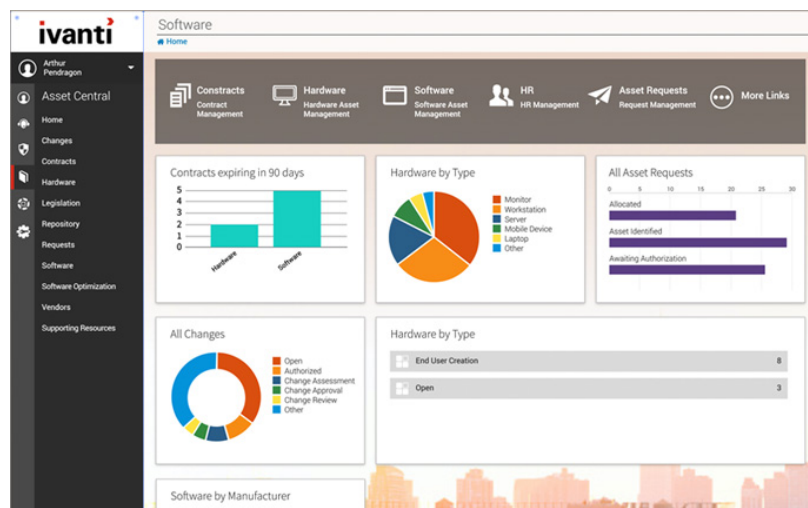 ivanti
Software
Home
Arthur
Pendragon
Asset Central
Home
Changes
Contracts
Hardware
Legislation
Repository
Requests
Software
Software Optimization
Vendors
Supporting Resources
Constracts
Contract
Management
Hardware
Hardware Asset
Management
Software
Software Asset
Management
HR
HR Management
Asset Requests
Request Management
More Links
Contracts expiring in 90 days
5
4
3
2
1
0
Hardware
Software
Hardware by Type
Monitor
Workstation
Server
Mobile Device
Laptop
Other
All Asset Requests
0 5 10 15 20 25 30
Allocated
Asset Identified
Awaiting Authorization
All Changes
Open
Authorized
Change Assessment
Change Approval
Change Review
Other
Hardware by Type
End User Creation 8
Open 3
Software by Manufacturer